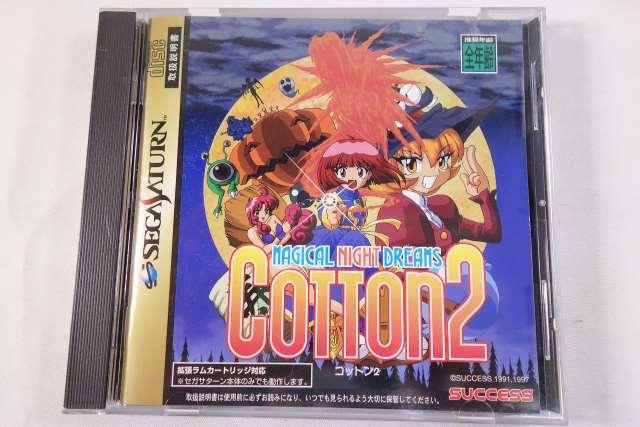 disc
取扱説明書
SEGA SATURN™
推奨年齢
全年齢
MAGICAL NIGHT DREAMS
COTTON2
コットン2
拡張ラムカートリッジ対応
※セガサターン本体のみでも動作します。
©SUCCESS 1991,1997
SUCCESS
取扱説明書は使用前に必ずお読みになり、いつでも見られるよう大切に保管してください。